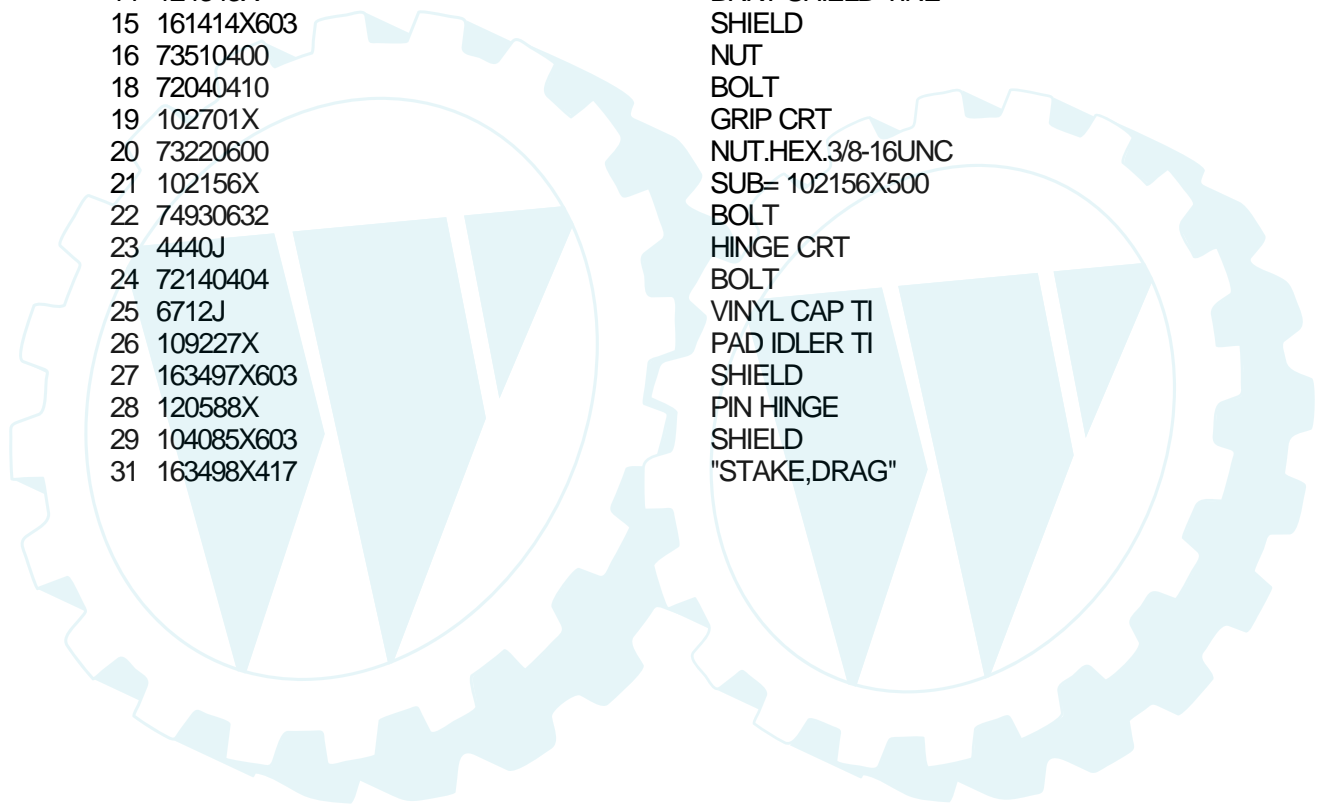 15 161414X603 SHIELD
16 73510400 NUT
18 72040410 BOLT
19 102701X GRIP CRT
20 73220600 NUT.HEX.3/8-16UNC
21 102156X SUB= 102156X500
22 74930632 BOLT
23 4440J HINGE CRT
24 72140404 BOLT
25 6712J VINYL CAP TI
26 109227X PAD IDLER TI
27 163497X603 SHIELD
28 120588X PIN HINGE
29 104085X603 SHIELD
31 163498X417 "STAKE,DRAG"